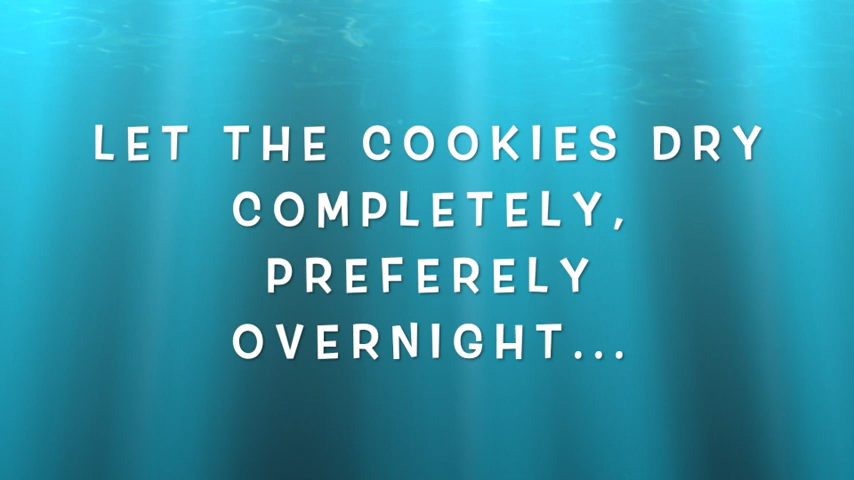 LET THE COOKIES DRY
COMPLETELY,
PREFERELY
OVERNIGHT...